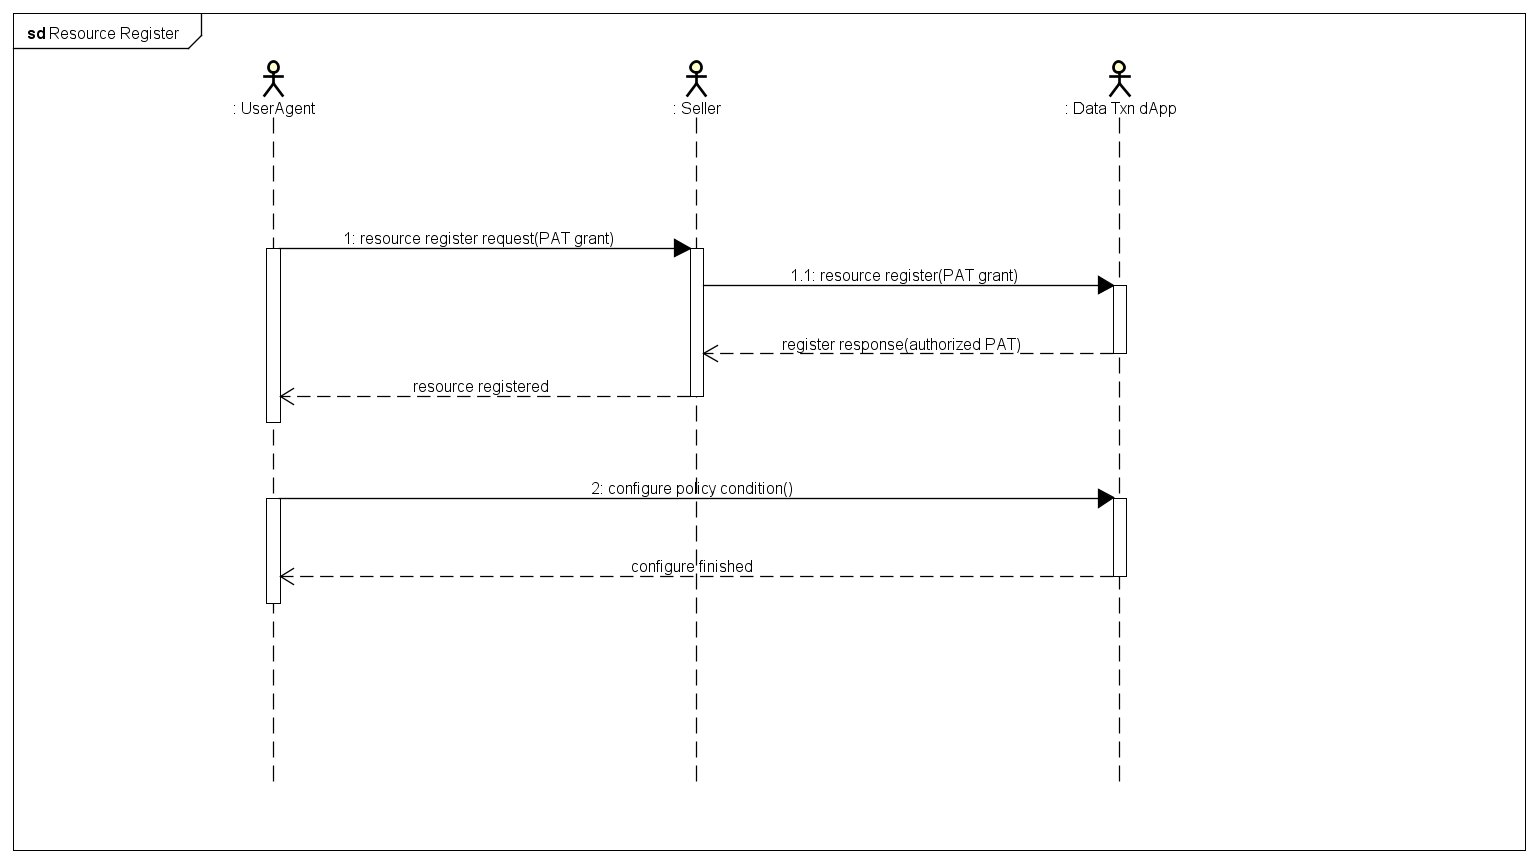 sd Resource Register
: UserAgent
: Seller
: Data Txn dApp
1: resource register request(PAT grant)
1.1: resource register(PAT grant)
register response(authorized PAT)
resource registered
2: configure policy condition()
configure finished